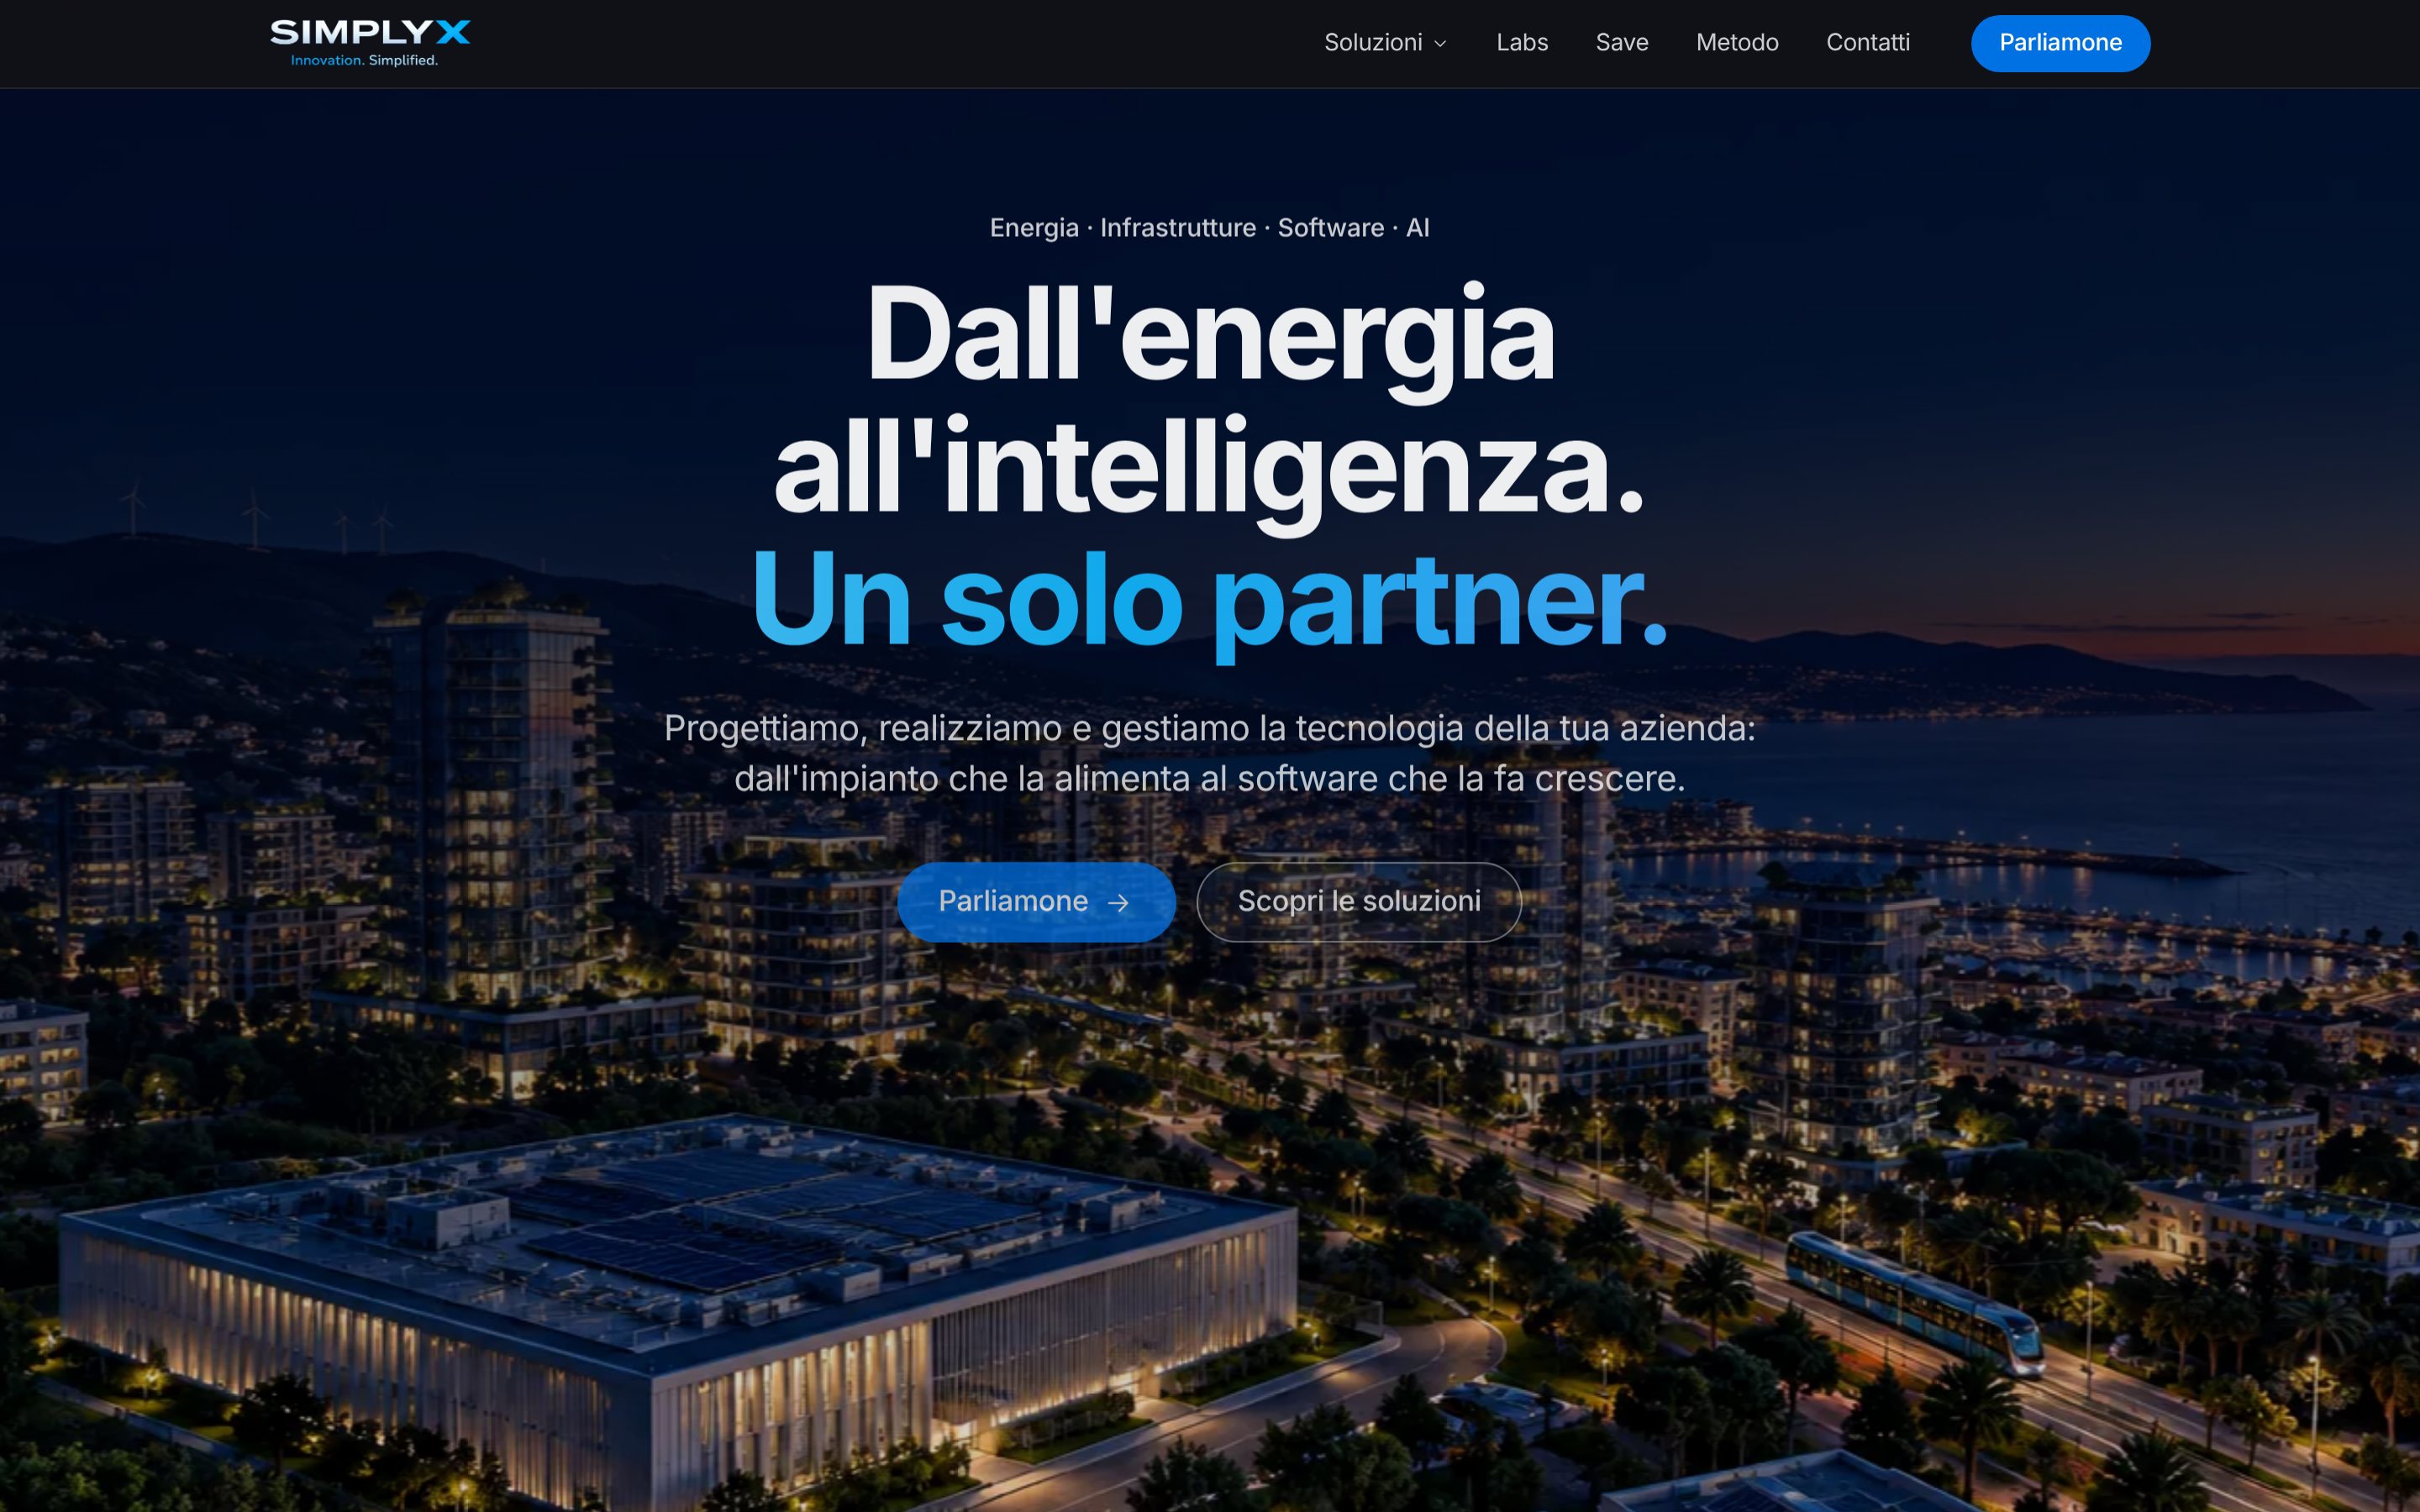 SIMPLYX
Innovation. Simplified.
Soluzioni
Labs
Save
Metodo
Contatti
Parliamone
Energia · Infrastrutture · Software · AI
Dall'energia
all'intelligenza.
Un solo partner.
Progettiamo, realizziamo e gestiamo la tecnologia della tua azienda:
dall'impianto che la alimenta al software che la fa crescere.
Parliamone →
Scopri le soluzioni